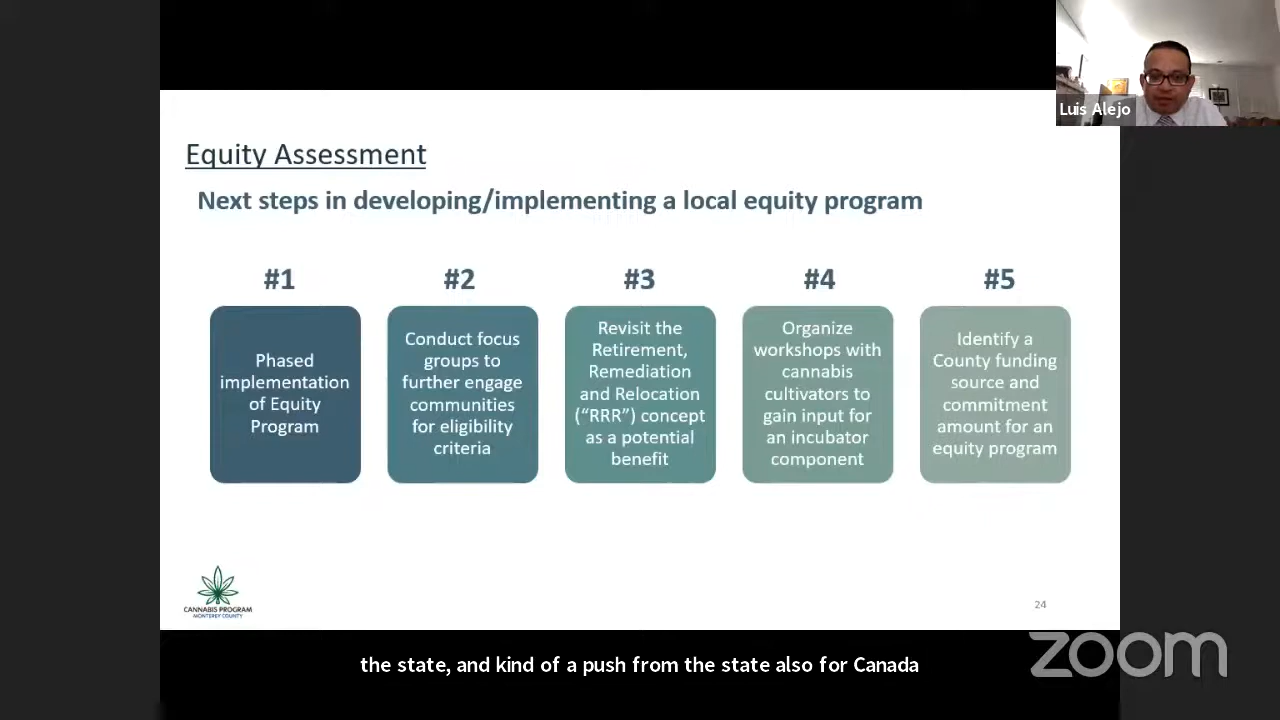 Luis Alejo
Equity Assessment
Next steps in developing/implementing a local equity program
#1
Phased
implementation
of Equity
Program
#2
Conduct focus
groups to
further engage
communities
for eligibility
criteria
#3
Revisit the
Retirement,
Remediation
and Relocation
(“RRR”) concept
as a potential
benefit
#4
Organize
workshops with
cannabis
cultivators to
gain input for
an incubator
component
#5
Identify a
County funding
source and
commitment
amount for an
equity program
CANNABIS PROGRAM
MONTEREY COUNTY
24
the state, and kind of a push from the state also for Canada
zoom